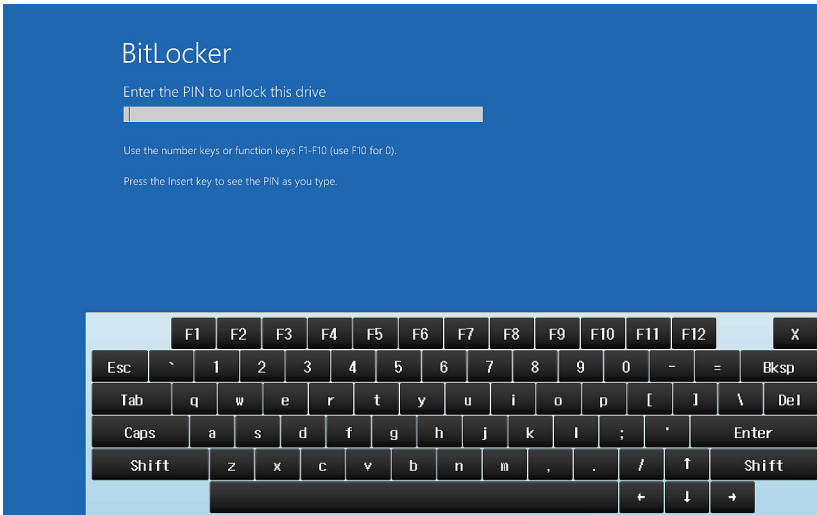 BitLocker
Enter the PIN to unlock this drive
Use the number keys or function keys F1-F10 (use F10 for 0).
Press the Insert key to see the PIN as you type.
F1 F2 F3 F4 F5 F6 F7 F8 F9 F10 F11 F12 X
Esc ` 1 2 3 4 5 6 7 8 9 0 - = Bksp
Tab q w e r t y u i o p [ ] \ Del
Caps a s d f g h j k l ; ' Enter
Shift z x c v b n m , . / ↑ Shift
← ↓ →